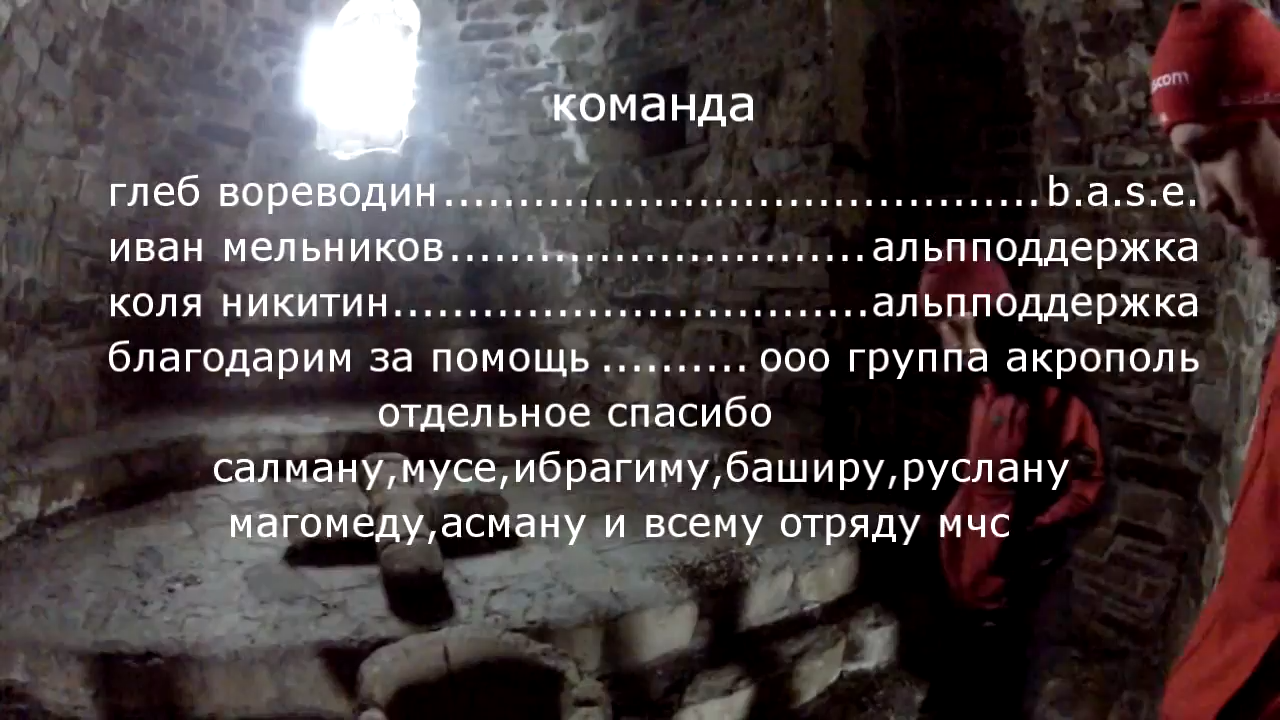 команда
глеб вореводин........................................b.a.s.e.
иван мельников............................альпподдержка
коля никитин................................альпподдержка
благодарим за помощь .......... ооо группа акрополь
отдельное спасибо
салману,мусе,ибрагиму,баширу,руслану
магомеду,асману и всему отряду мчс
com